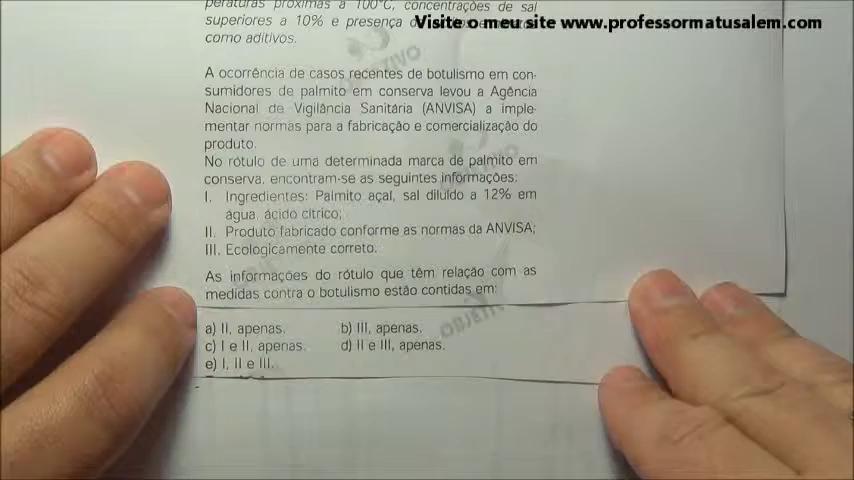 peraturas próximas a 100°C, concentrações de sal
superiores a 10% e presença
como aditivos.
Visite o meu site www.professormatusalem.com
A ocorrência de casos recentes de botulismo em con-
sumidores de palmito em conserva levou a Agência
Nacional de Vigilância Sanitária (ANVISA) a imple-
mentar normas para a fabricação e comercialização do
produto.
No rótulo de uma determinada marca de palmito em
conserva, encontram-se as seguintes informações:
I. Ingredientes: Palmito açaí, sal diluído a 12% em
água, ácido cítrico;
II. Produto fabricado conforme as normas da ANVISA;
III. Ecologicamente correto.
As informações do rótulo que têm relação com as
medidas contra o botulismo estão contidas em:
a) II, apenas. b) III, apenas.
c) I e II, apenas. d) II e III, apenas.
e) I, II e III.